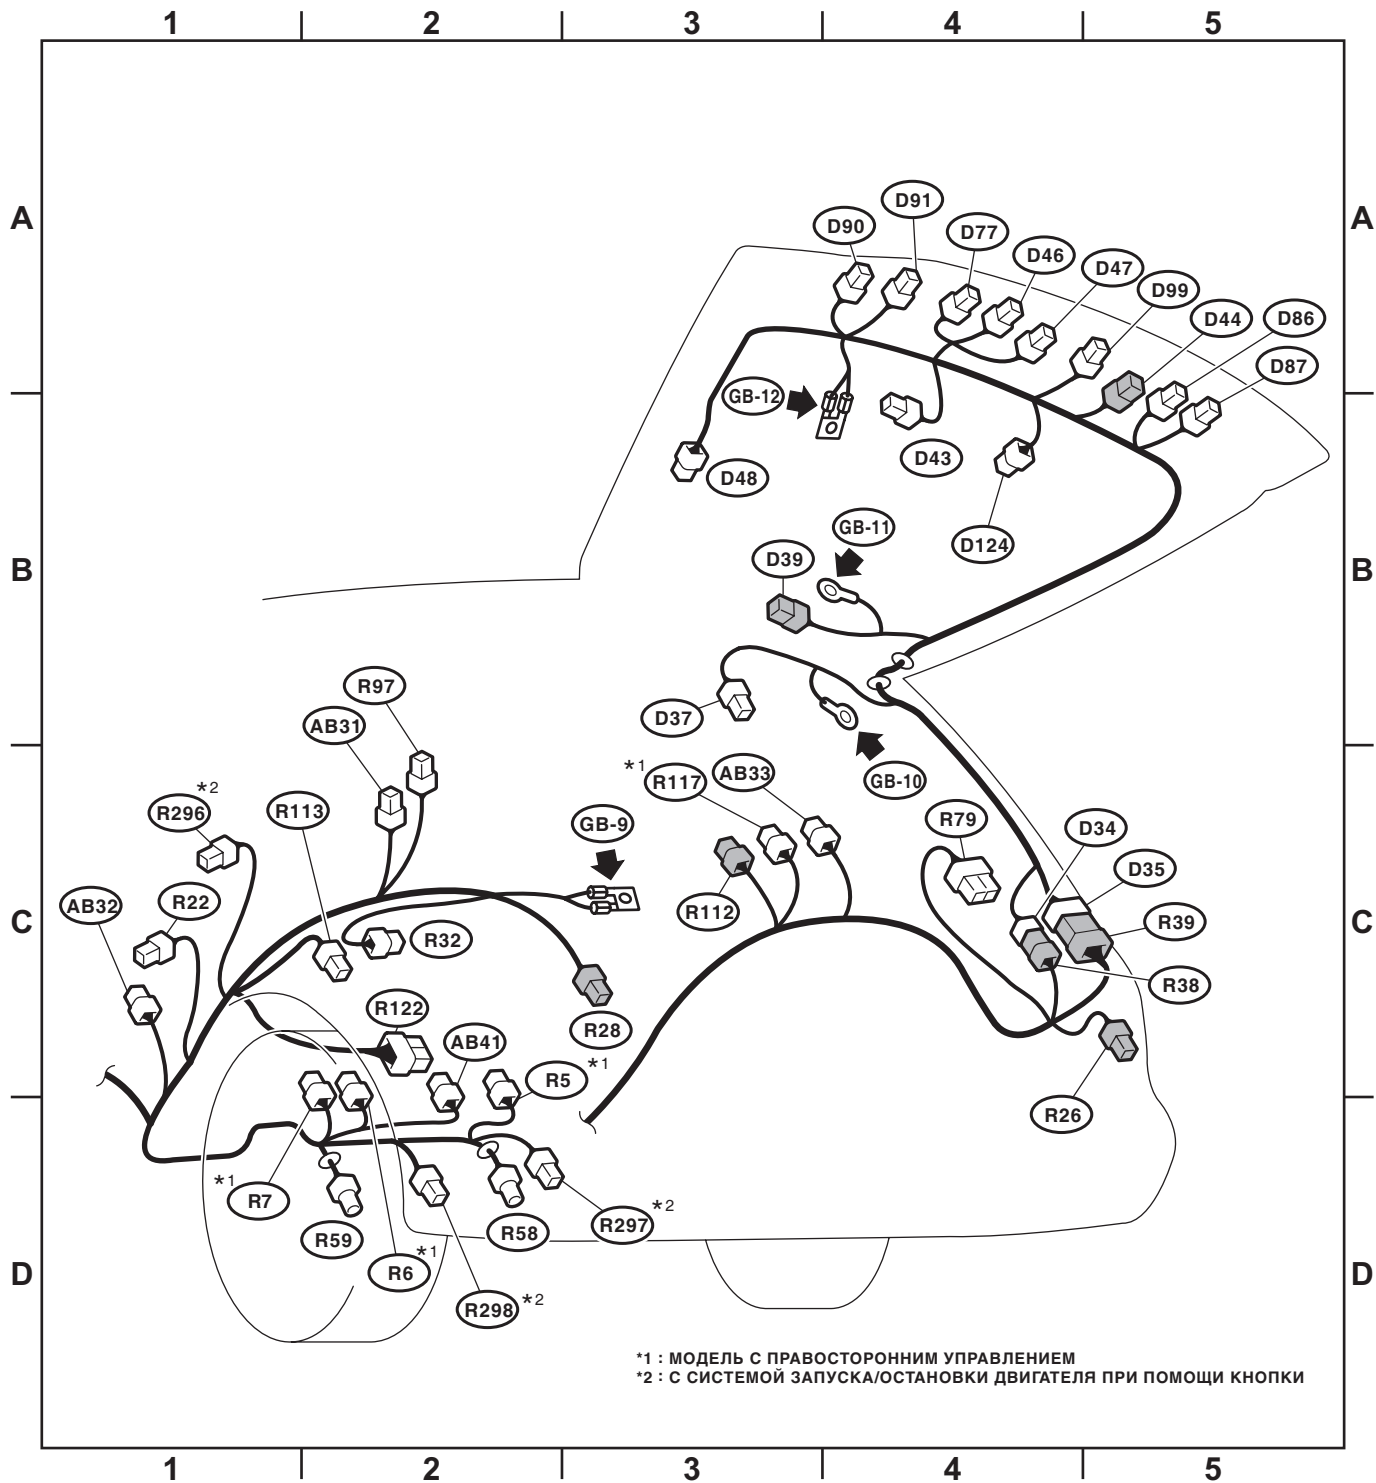 1 2 3 4 5
A A
D91
D90
D77
D46
D47
D99
D44 D86
D87
GB-12
D43
D48
GB-11
D124
D39
B B
R97
D37
AB31
GB-10
*1
R117 AB33
*2
R296 R113
GB-9
R79
D34
D35
AB32 R22
R112
C C
R39
R32
R38
R122
R28
AB41
R5 *1
R26
*1
R7
R59
R58
R297 *2
R6 *1
D D
R298 *2
*1 : МОДЕЛЬ С ПРАВОСТОРОННИМ УПРАВЛЕНИЕМ
*2 : С СИСТЕМОЙ ЗАПУСКА/ОСТАНОВКИ ДВИГАТЕЛЯ ПРИ ПОМОЩИ КНОПКИ
1 2 3 4 5